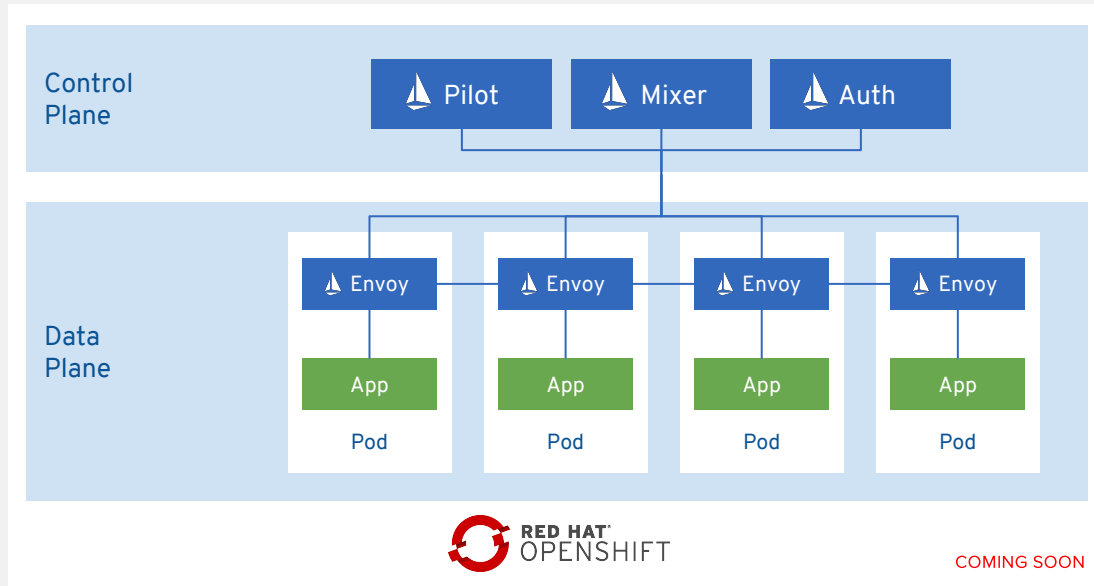 Control
Plane
Pilot
Mixer
Auth
Data
Plane
Envoy
Envoy
Envoy
Envoy
App
App
App
App
Pod
Pod
Pod
Pod
RED HAT®
OPENSHIFT
COMING SOON